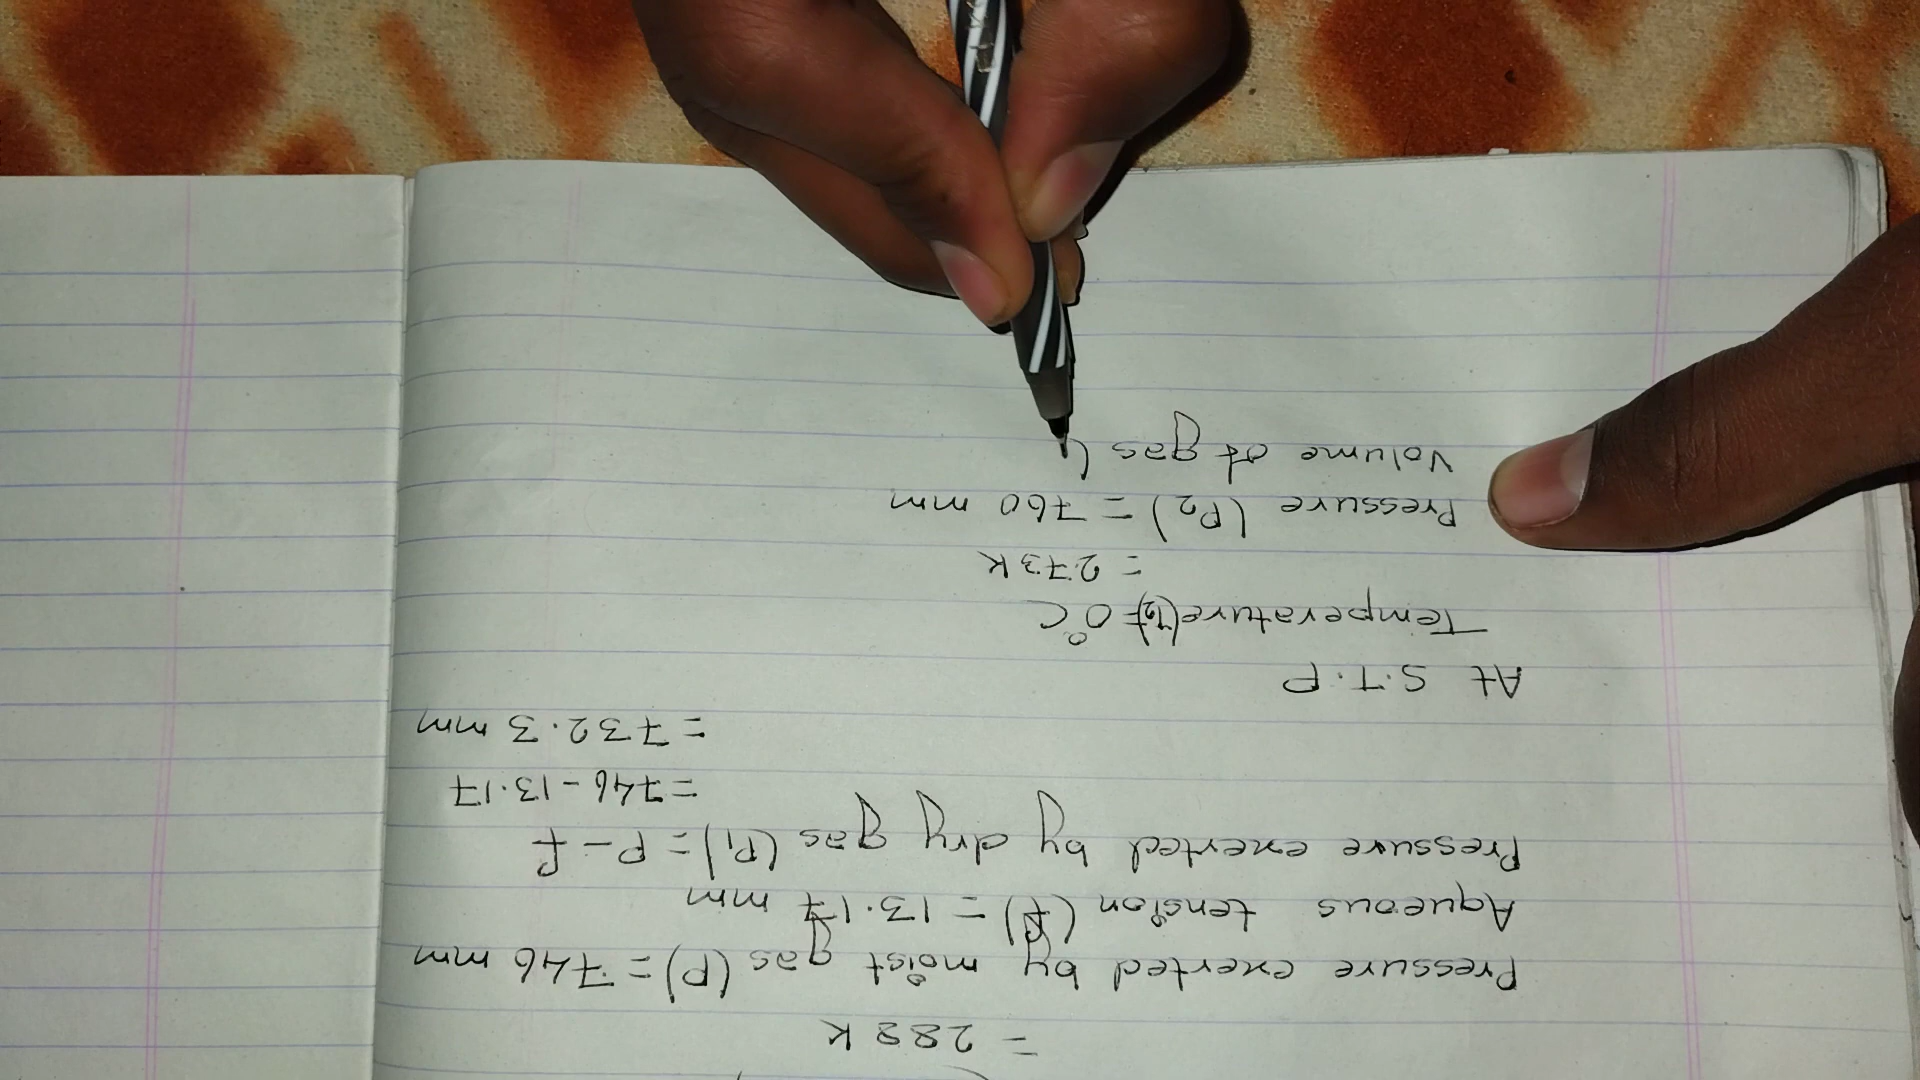 = 288 K
Pressure exerted by moist gas (P) = 746 mm
Aqueous tension (f) = 13.17 mm
Pressure exerted by dry gas (P₁) = P - f
= 746 - 13.17
= 732.3 mm
At S.T.P
Temperature (T₂) = 0°C
= 273 K
Pressure (P₂) = 760 mm
Volume of gas (